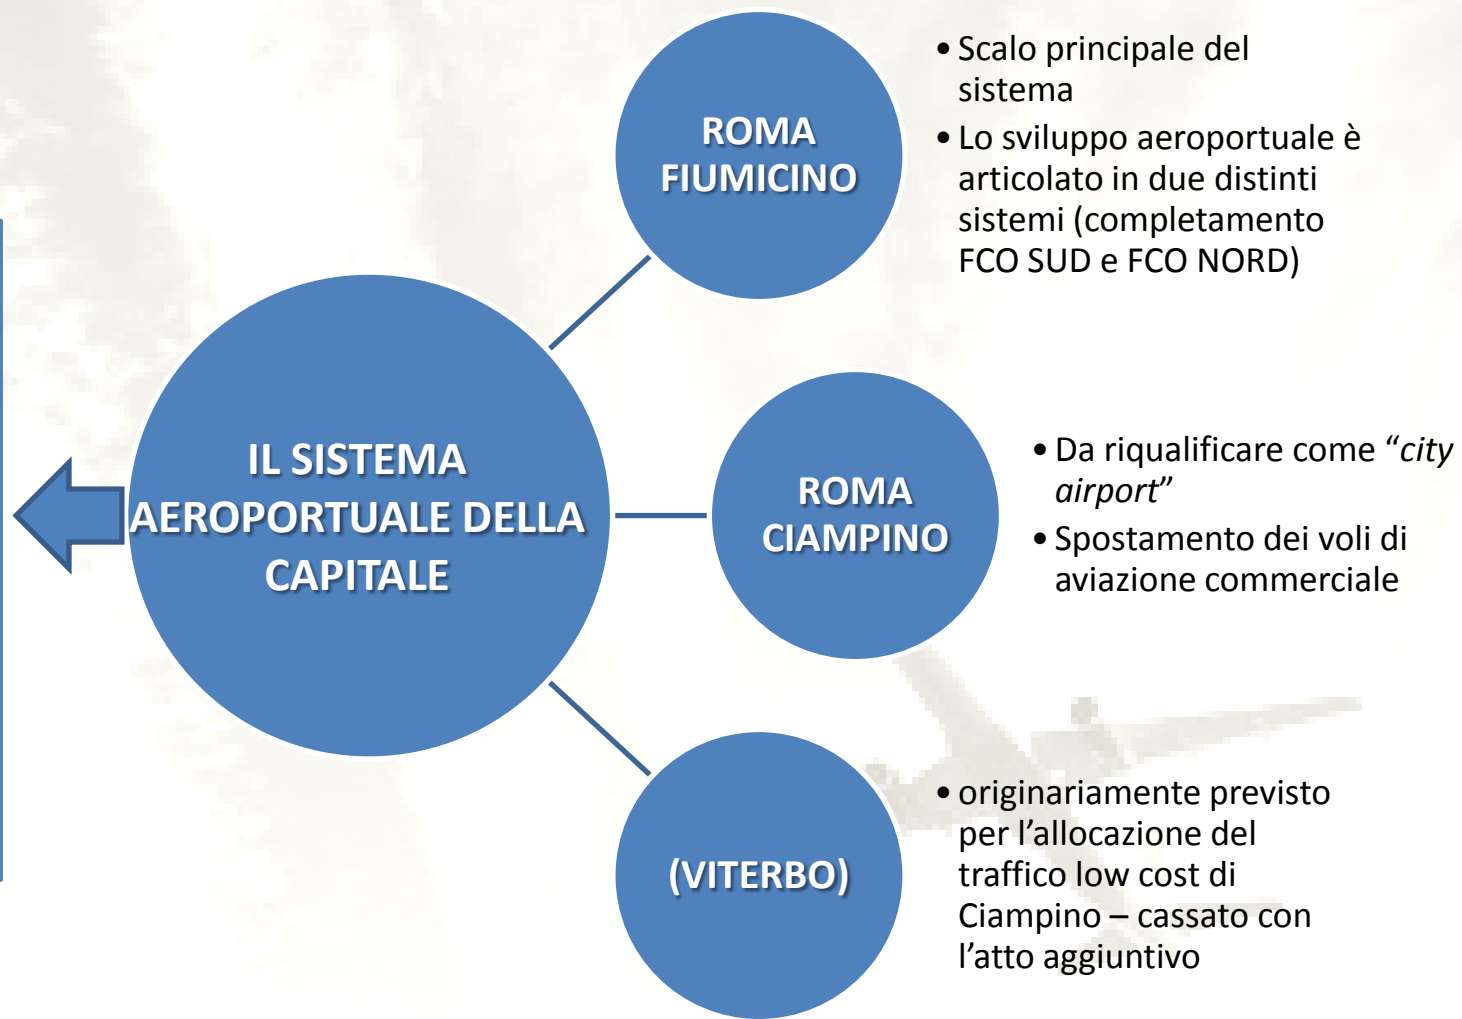 IL SISTEMA
AEROPORTUALE DELLA
CAPITALE
ROMA
FIUMICINO
• Scalo principale del
sistema
• Lo sviluppo aeroportuale è
articolato in due distinti
sistemi (completamento
FCO SUD e FCO NORD)
ROMA
CIAMPINO
• Da riqualificare come “city
airport”
• Spostamento dei voli di
aviazione commerciale
(VITERBO)
• originariamente previsto
per l’allocazione del
traffico low cost di
Ciampino – cassato con
l’atto aggiuntivo